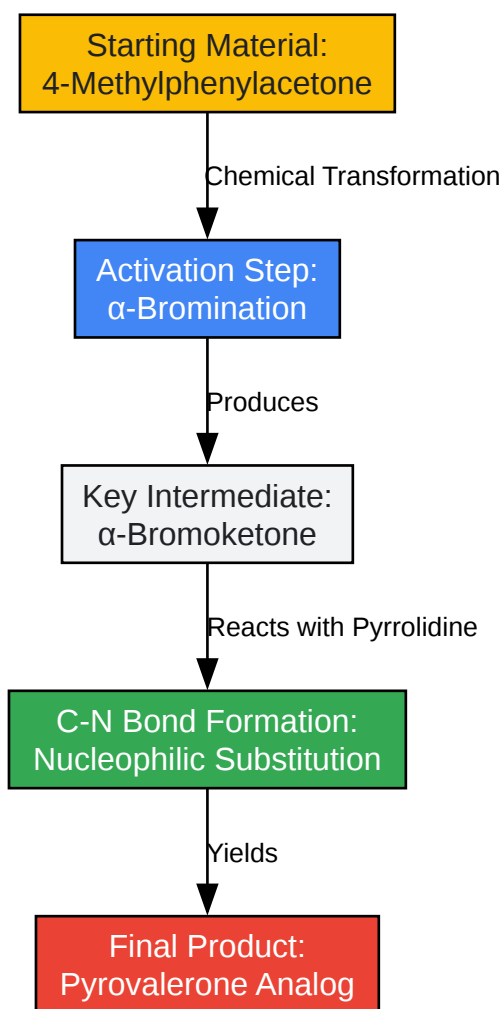 Starting Material:
4-Methylphenylacetone
Chemical Transformation
Activation Step:
α-Bromination
Produces
Key Intermediate:
α-Bromoketone
Reacts with Pyrrolidine
C-N Bond Formation:
Nucleophilic Substitution
Yields
Final Product:
Pyrovalerone Analog